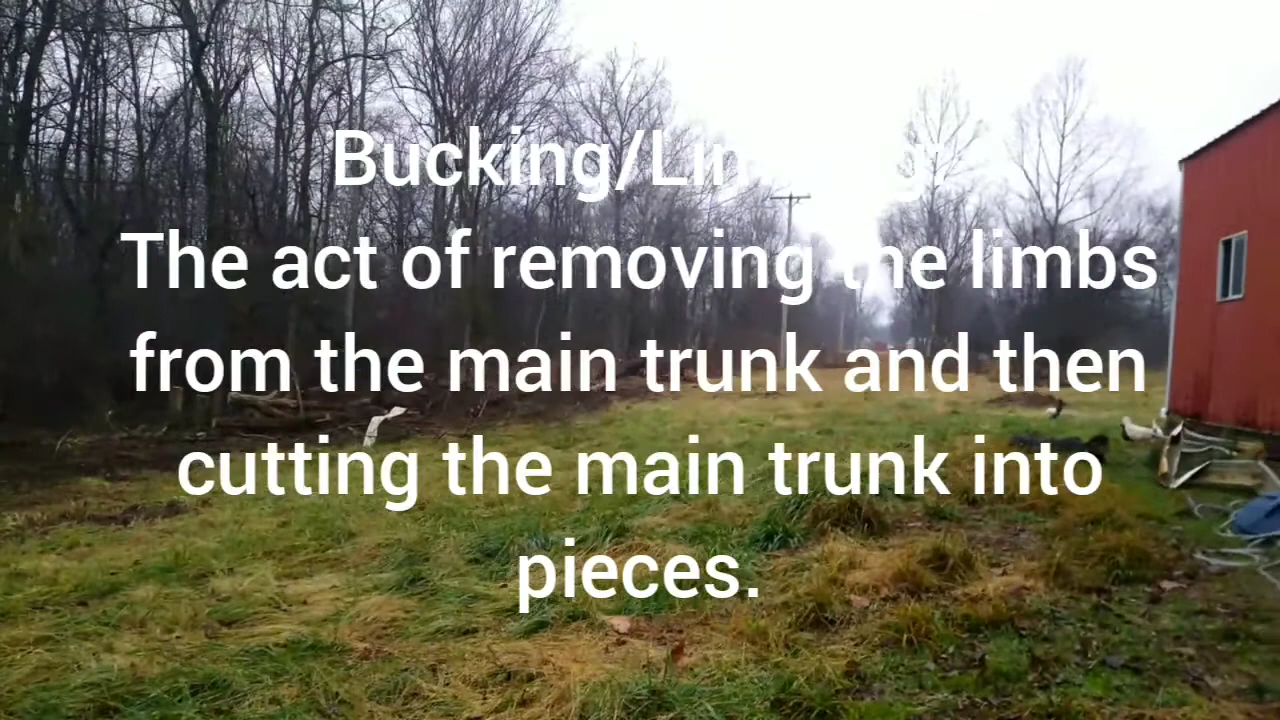 Bucking/Limbing:
The act of removing the limbs
from the main trunk and then
cutting the main trunk into
pieces.